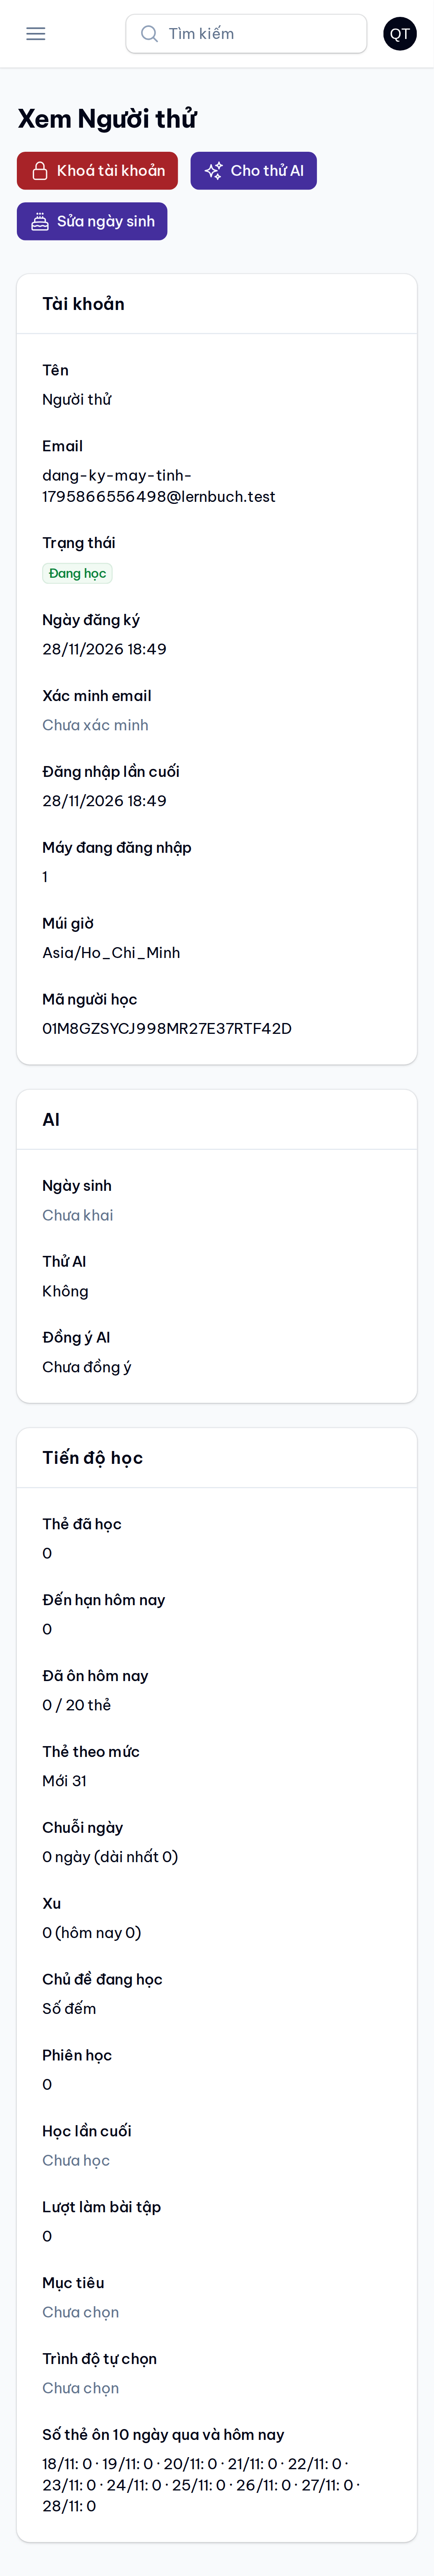 Tìm kiếm
QT
Xem Người thử
Khoá tài khoản
Cho thử AI
Sửa ngày sinh
Tài khoản
Tên
Người thử
Email
dang-ky-may-tinh-
1795866556498@lernbuch.test
Trạng thái
Đang học
Ngày đăng ký
28/11/2026 18:49
Xác minh email
Chưa xác minh
Đăng nhập lần cuối
28/11/2026 18:49
Máy đang đăng nhập
1
Múi giờ
Asia/Ho_Chi_Minh
Mã người học
01M8GZSYCJ998MR27E37RTF42D
AI
Ngày sinh
Chưa khai
Thử AI
Không
Đồng ý AI
Chưa đồng ý
Tiến độ học
Thẻ đã học
0
Đến hạn hôm nay
0
Đã ôn hôm nay
0 / 20 thẻ
Thẻ theo mức
Mới 31
Chuỗi ngày
0 ngày (dài nhất 0)
Xu
0 (hôm nay 0)
Chủ đề đang học
Số đếm
Phiên học
0
Học lần cuối
Chưa học
Lượt làm bài tập
0
Mục tiêu
Chưa chọn
Trình độ tự chọn
Chưa chọn
Số thẻ ôn 10 ngày qua và hôm nay
18/11: 0 · 19/11: 0 · 20/11: 0 · 21/11: 0 · 22/11: 0 ·
23/11: 0 · 24/11: 0 · 25/11: 0 · 26/11: 0 · 27/11: 0 ·
28/11: 0